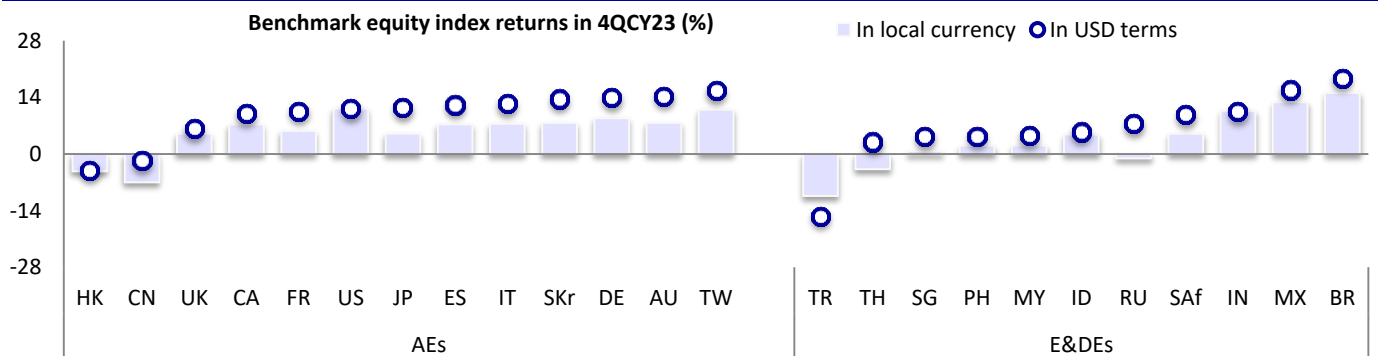 Benchmark equity index returns in 4QCY23 (%)
In local currency In USD terms
28
14
0
-14
-28
HK CN UK CA FR US JP ES IT SKr DE AU TW TR TH SG PH MY ID RU SAf IN MX BR
AEs E&DEs